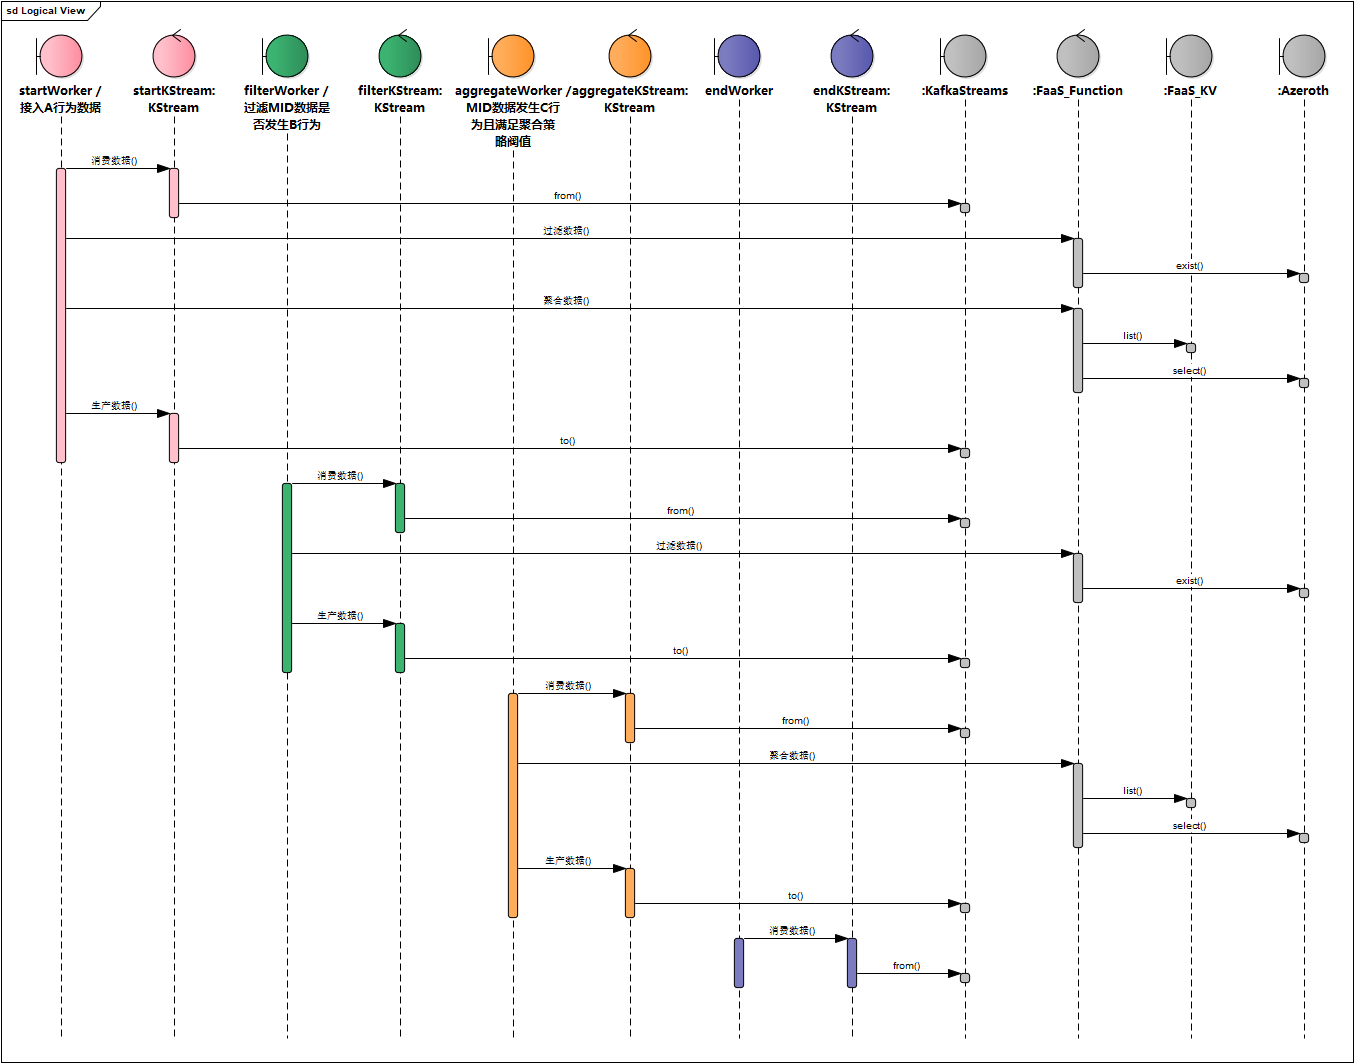 sd Logical View
startWorker /
接入A行为数据
startKStream:
KStream
filterWorker /
过滤MID数据是
否发生B行为
filterKStream:
KStream
aggregateWorker /
MID数据发生C行
为且满足聚合策
略阀值
aggregateKStream:
KStream
endWorker
endKStream:
KStream
:KafkaStreams
:FaaS_Function
:FaaS_KV
:Azeroth
消费数据()
from()
过滤数据()
exist()
聚合数据()
list()
select()
生产数据()
to()
消费数据()
from()
过滤数据()
exist()
生产数据()
to()
消费数据()
from()
聚合数据()
list()
select()
生产数据()
to()
消费数据()
from()